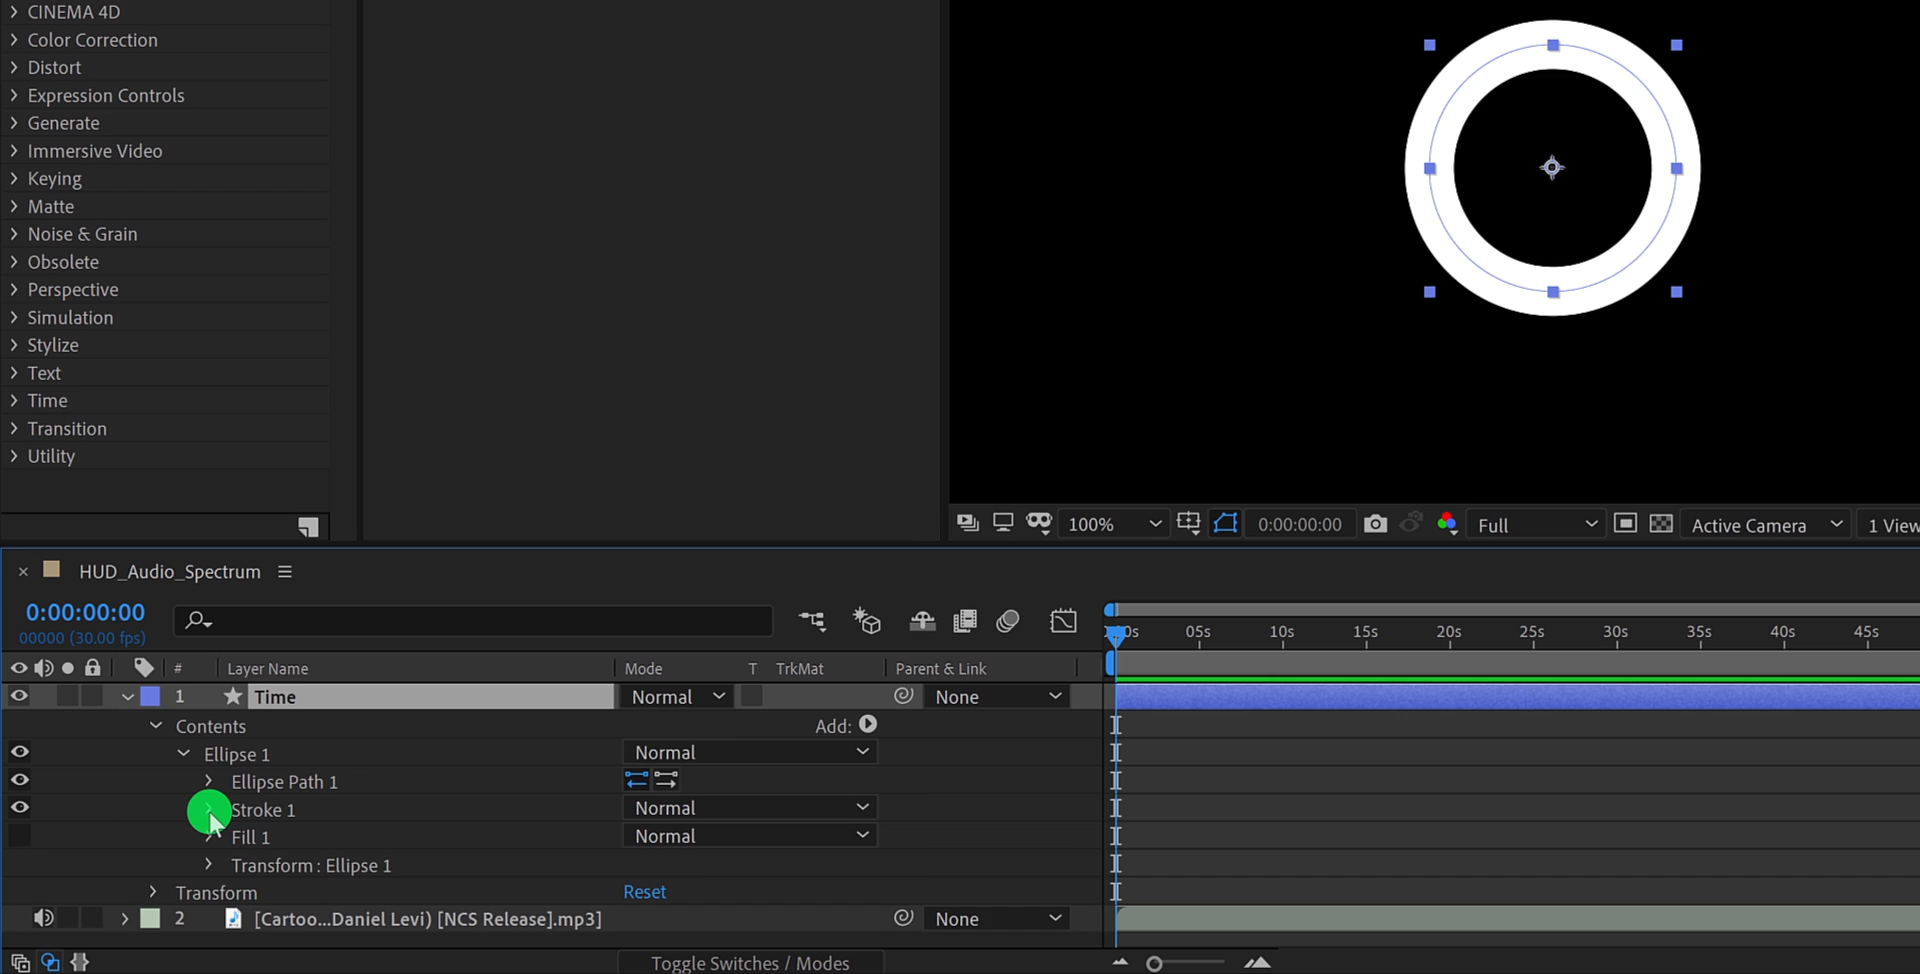 CINEMA 4D
Color Correction
Distort
Expression Controls
Generate
Immersive Video
Keying
Matte
Noise & Grain
Obsolete
Perspective
Simulation
Stylize
Text
Time
Transition
Utility
100%
0:00:00:00
Full
Active Camera
1 View
HUD_Audio_Spectrum
0:00:00:00
00000 (30.00 fps)
05s 10s 15s 20s 25s 30s 35s 40s 45s
# Layer Name Mode T TrkMat Parent & Link
1 Time Normal None
Contents Add:
Ellipse 1 Normal
Ellipse Path 1
Stroke 1 Normal
Fill 1 Normal
Transform : Ellipse 1
Transform Reset
2 [Cartoo...Daniel Levi) [NCS Release].mp3] None
Toggle Switches / Modes